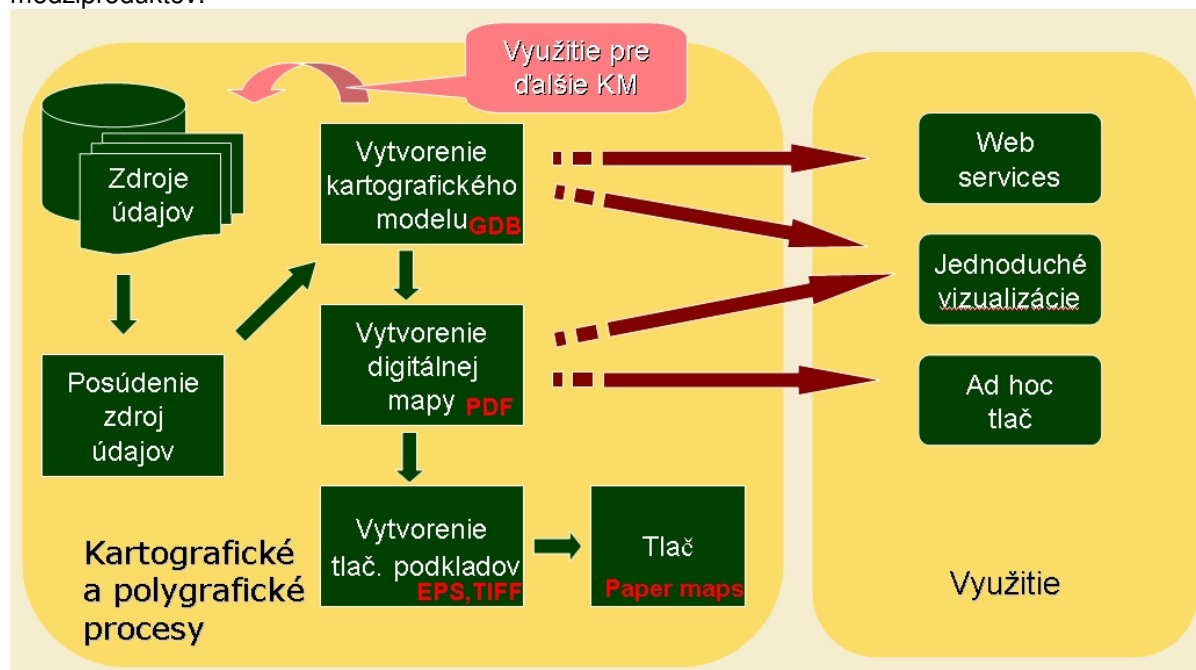 medziproduktov.
Využitie pre
ďalšie KM
Zdroje
údajov
Vytvorenie
kartografického
modelu GDB
Web
services
Jednoduché
vizualizácie
Posúdenie
zdroj
údajov
Vytvorenie
digitálnej
mapy PDF
Ad hoc
tlač
Vytvorenie
tlač. podkladov
EPS,TIFF
Tlač
Paper maps
Kartografické
a polygrafické
procesy
Využitie